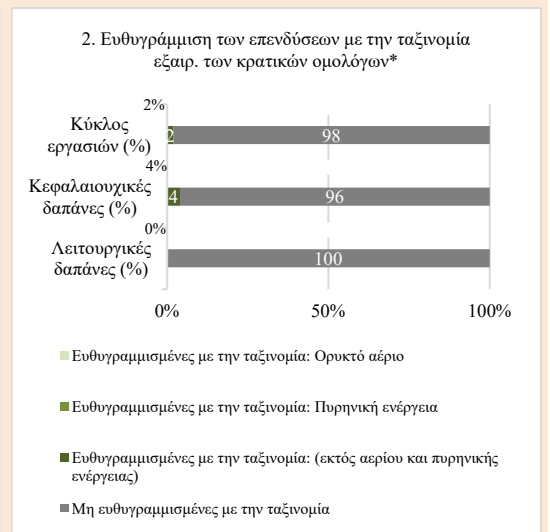 2. Ευθυγράμμιση των επενδύσεων με την ταξινομία
εξαιρ. των κρατικών ομολόγων*
2%
Κύκλος
εργασιών (%)
2
98
4%
Κεφαλαιουχικές
δαπάνες (%)
4
96
0%
Λειτουργικές
δαπάνες (%)
100
0%
50%
100%
Ευθυγραμμισμένες με την ταξινομία: Ορυκτό αέριο
Ευθυγραμμισμένες με την ταξινομία: Πυρηνική ενέργεια
Ευθυγραμμισμένες με την ταξινομία: (εκτός αερίου και πυρηνικής
ενέργειας)
Μη ευθυγραμμισμένες με την ταξινομία